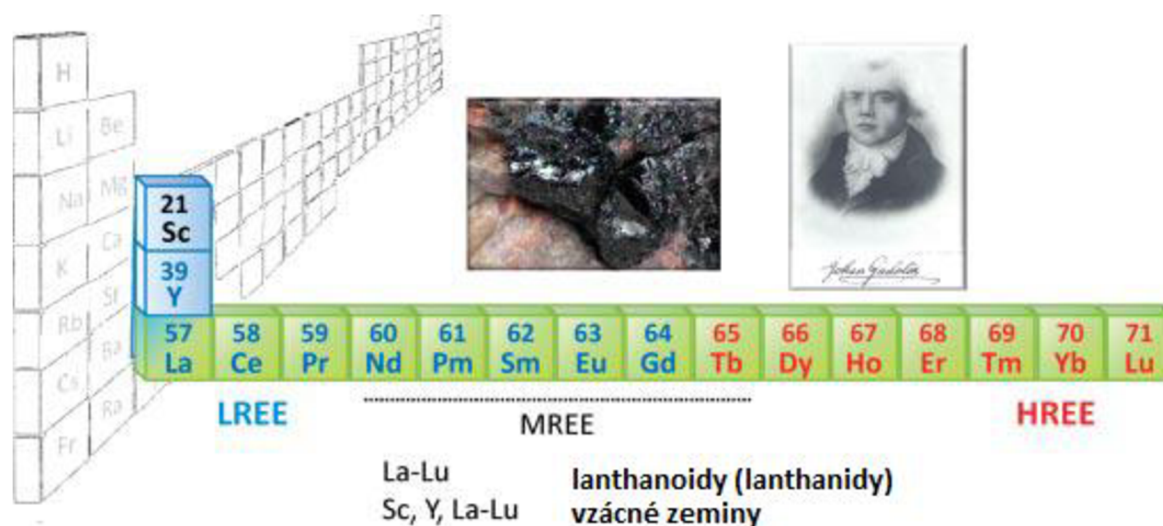 H
Li Be
Na Mg
K Ca
Rb Sr
Cs Ba
Fr Ra
21
Sc
39
Y
57 58 59 60 61 62 63 64 65 66 67 68 69 70 71
La Ce Pr Nd Pm Sm Eu Gd Tb Dy Ho Er Tm Yb Lu
Johan Gadolin
LREE MREE HREE
La-Lu lanthanoidy (lanthanidy)
Sc, Y, La-Lu vzácné zeminy